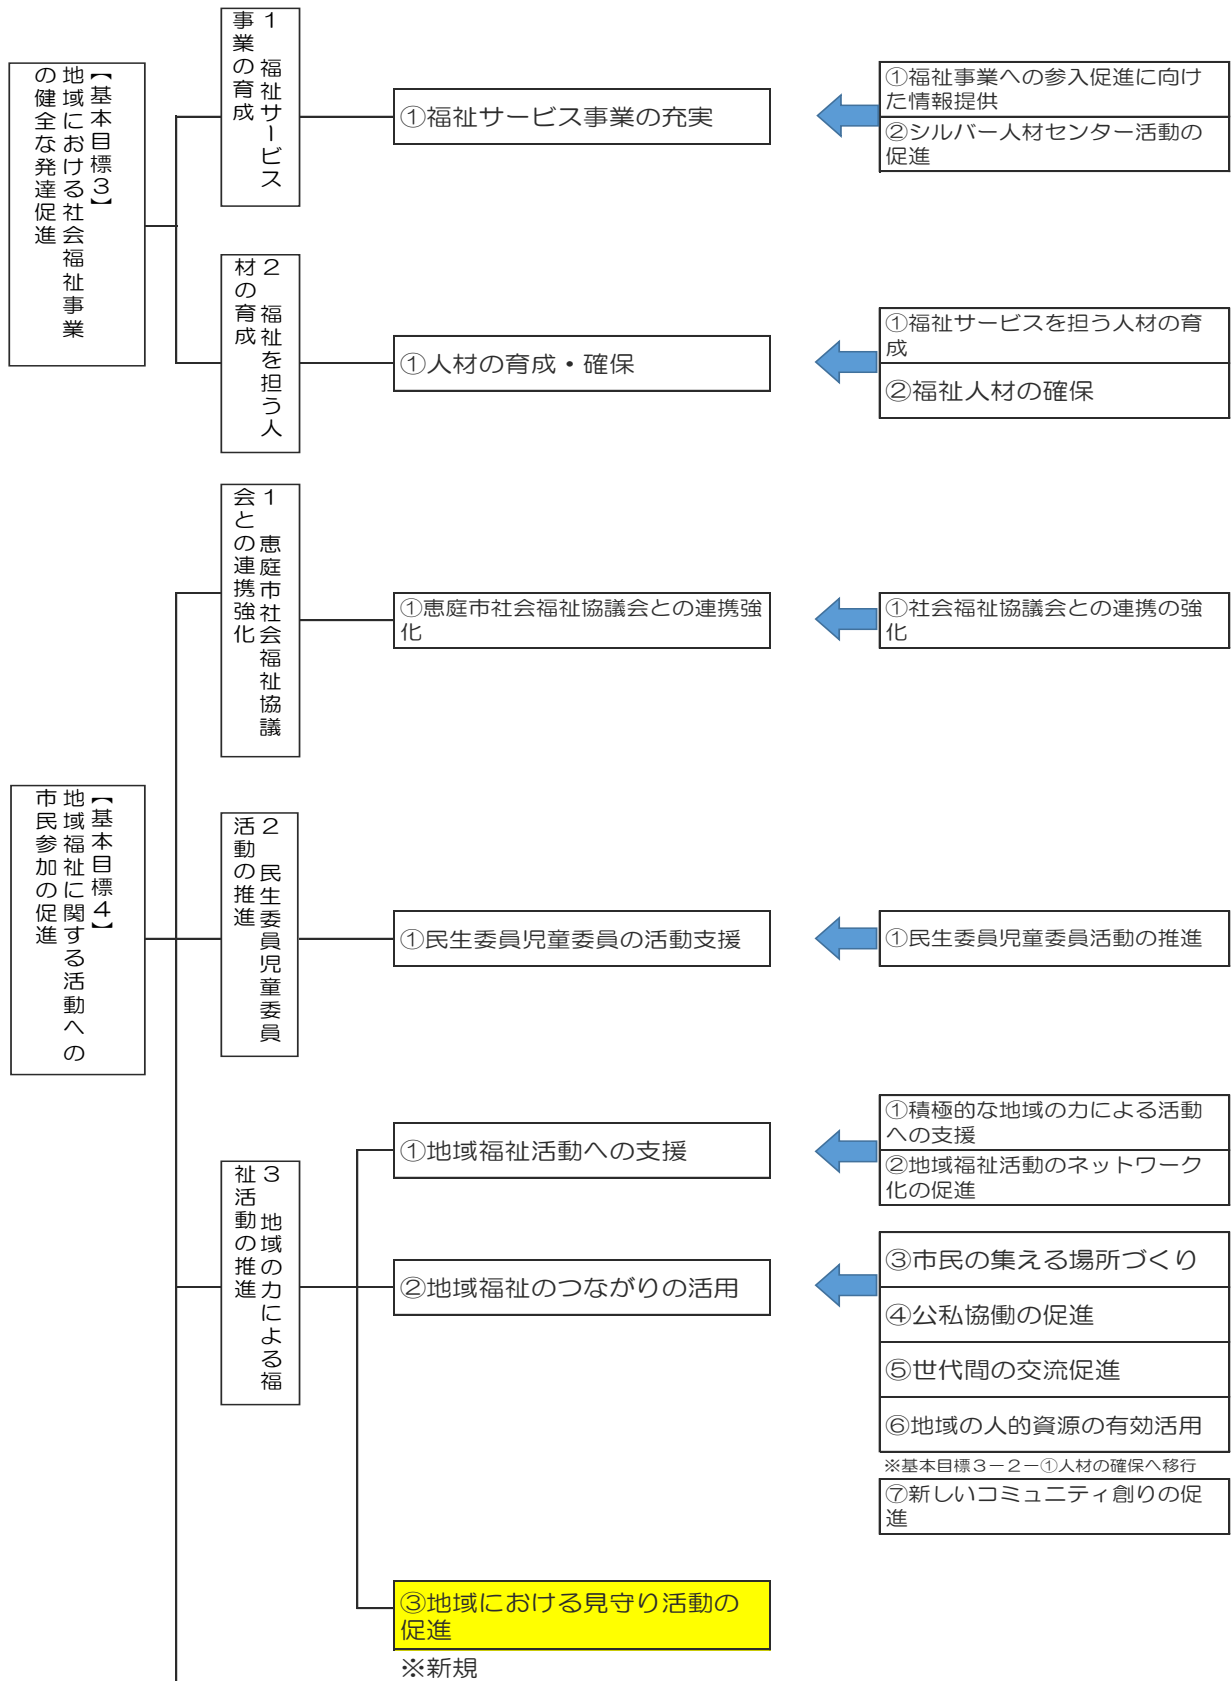 【基本目標３】
地域における社会福祉事業
の健全な発達促進
１　福祉サービス
事業の育成
①福祉サービス事業の充実
①福祉事業への参入促進に向け
た情報提供
②シルバー人材センター活動の
促進
２　福祉を担う人
材の育成
①人材の育成・確保
①福祉サービスを担う人材の育
成
②福祉人材の確保
【基本目標４】
地域福祉に関する活動への
市民参加の促進
１　恵庭市社会福祉協議
会との連携強化
①恵庭市社会福祉協議会との連携強
化
①社会福祉協議会との連携の強
化
２　民生委員児童委員
活動の推進
①民生委員児童委員の活動支援
①民生委員児童委員活動の推進
３　地域の力による福
祉活動の推進
①地域福祉活動への支援
①積極的な地域の力による活動
への支援
②地域福祉活動のネットワーク
化の促進
②地域福祉のつながりの活用
③市民の集える場所づくり
④公私協働の促進
⑤世代間の交流促進
⑥地域の人的資源の有効活用
※基本目標３－２－①人材の確保へ移行
⑦新しいコミュニティ創りの促
進
③地域における見守り活動の
促進
※新規